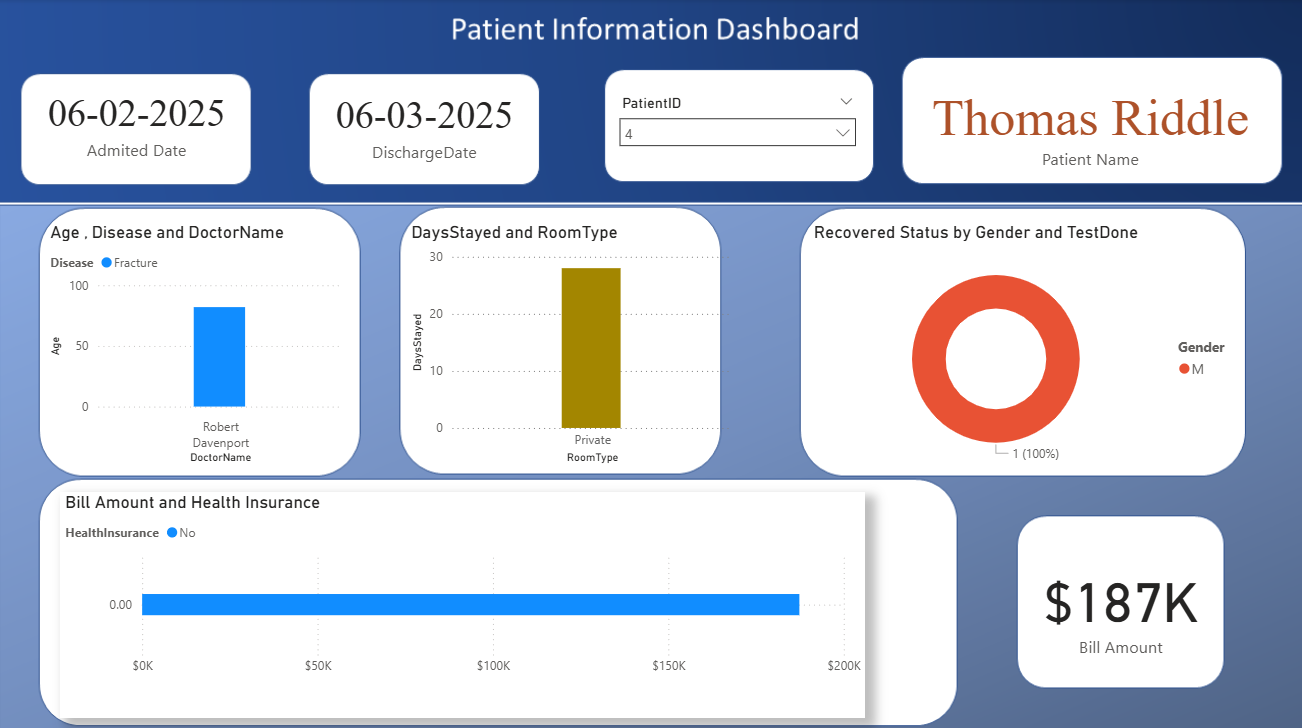 Patient Information Dashboard
06-02-2025
Admited Date
06-03-2025
DischargeDate
PatientID
4
Thomas Riddle
Patient Name
Age , Disease and DoctorName
Disease Fracture
100
50
0
Age
Robert
Davenport
DoctorName
DaysStayed and RoomType
30
20
10
0
DaysStayed
Private
RoomType
Recovered Status by Gender and TestDone
Gender
M
1 (100%)
Bill Amount and Health Insurance
HealthInsurance No
0.00
$0K $50K $100K $150K $200K
$187K
Bill Amount